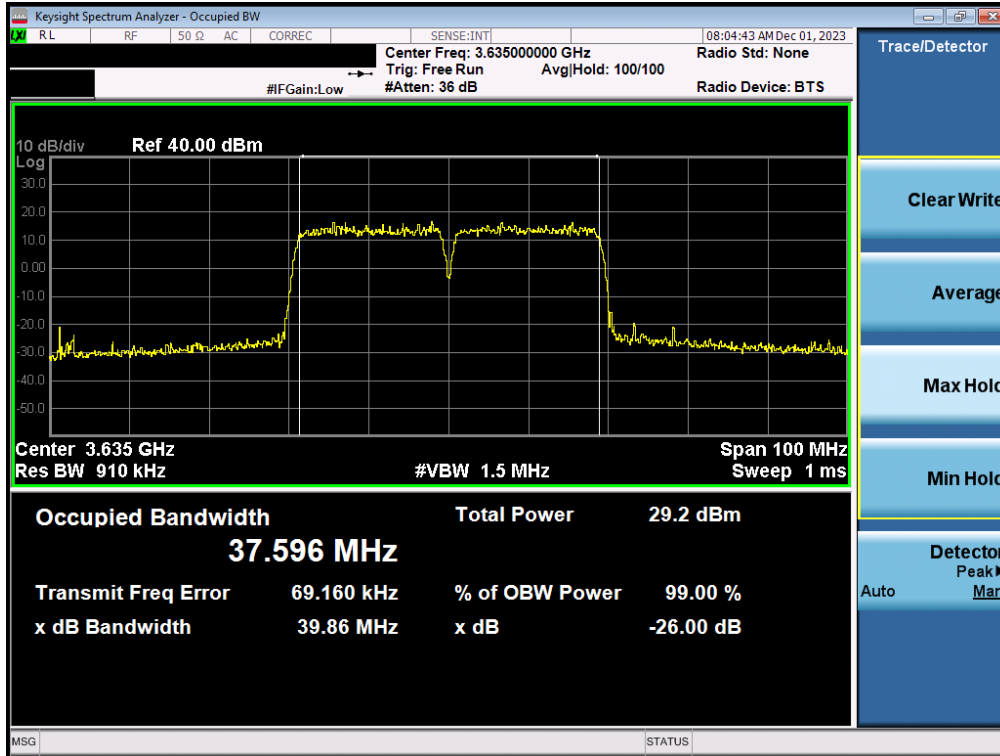 Keysight Spectrum Analyzer - Occupied BW
LXI RL RF 50 Ω AC CORREC SENSE:INT 08:04:43 AM Dec 01, 2023
Center Freq: 3.635000000 GHz Radio Std: None
Trig: Free Run Avg|Hold: 100/100
#IFGain:Low #Atten: 36 dB Radio Device: BTS
Trace/Detector
10 dB/div Ref 40.00 dBm
Log
30.0
20.0
10.0
0.00
-10.0
-20.0
-30.0
-40.0
-50.0
Center 3.635 GHz Span 100 MHz
Res BW 910 kHz #VBW 1.5 MHz Sweep 1 ms
Occupied Bandwidth Total Power 29.2 dBm
37.596 MHz
Transmit Freq Error 69.160 kHz % of OBW Power 99.00 %
x dB Bandwidth 39.86 MHz x dB -26.00 dB
Clear Write
Average
Max Hold
Min Hold
Detector
Peak
Auto Man
MSG STATUS